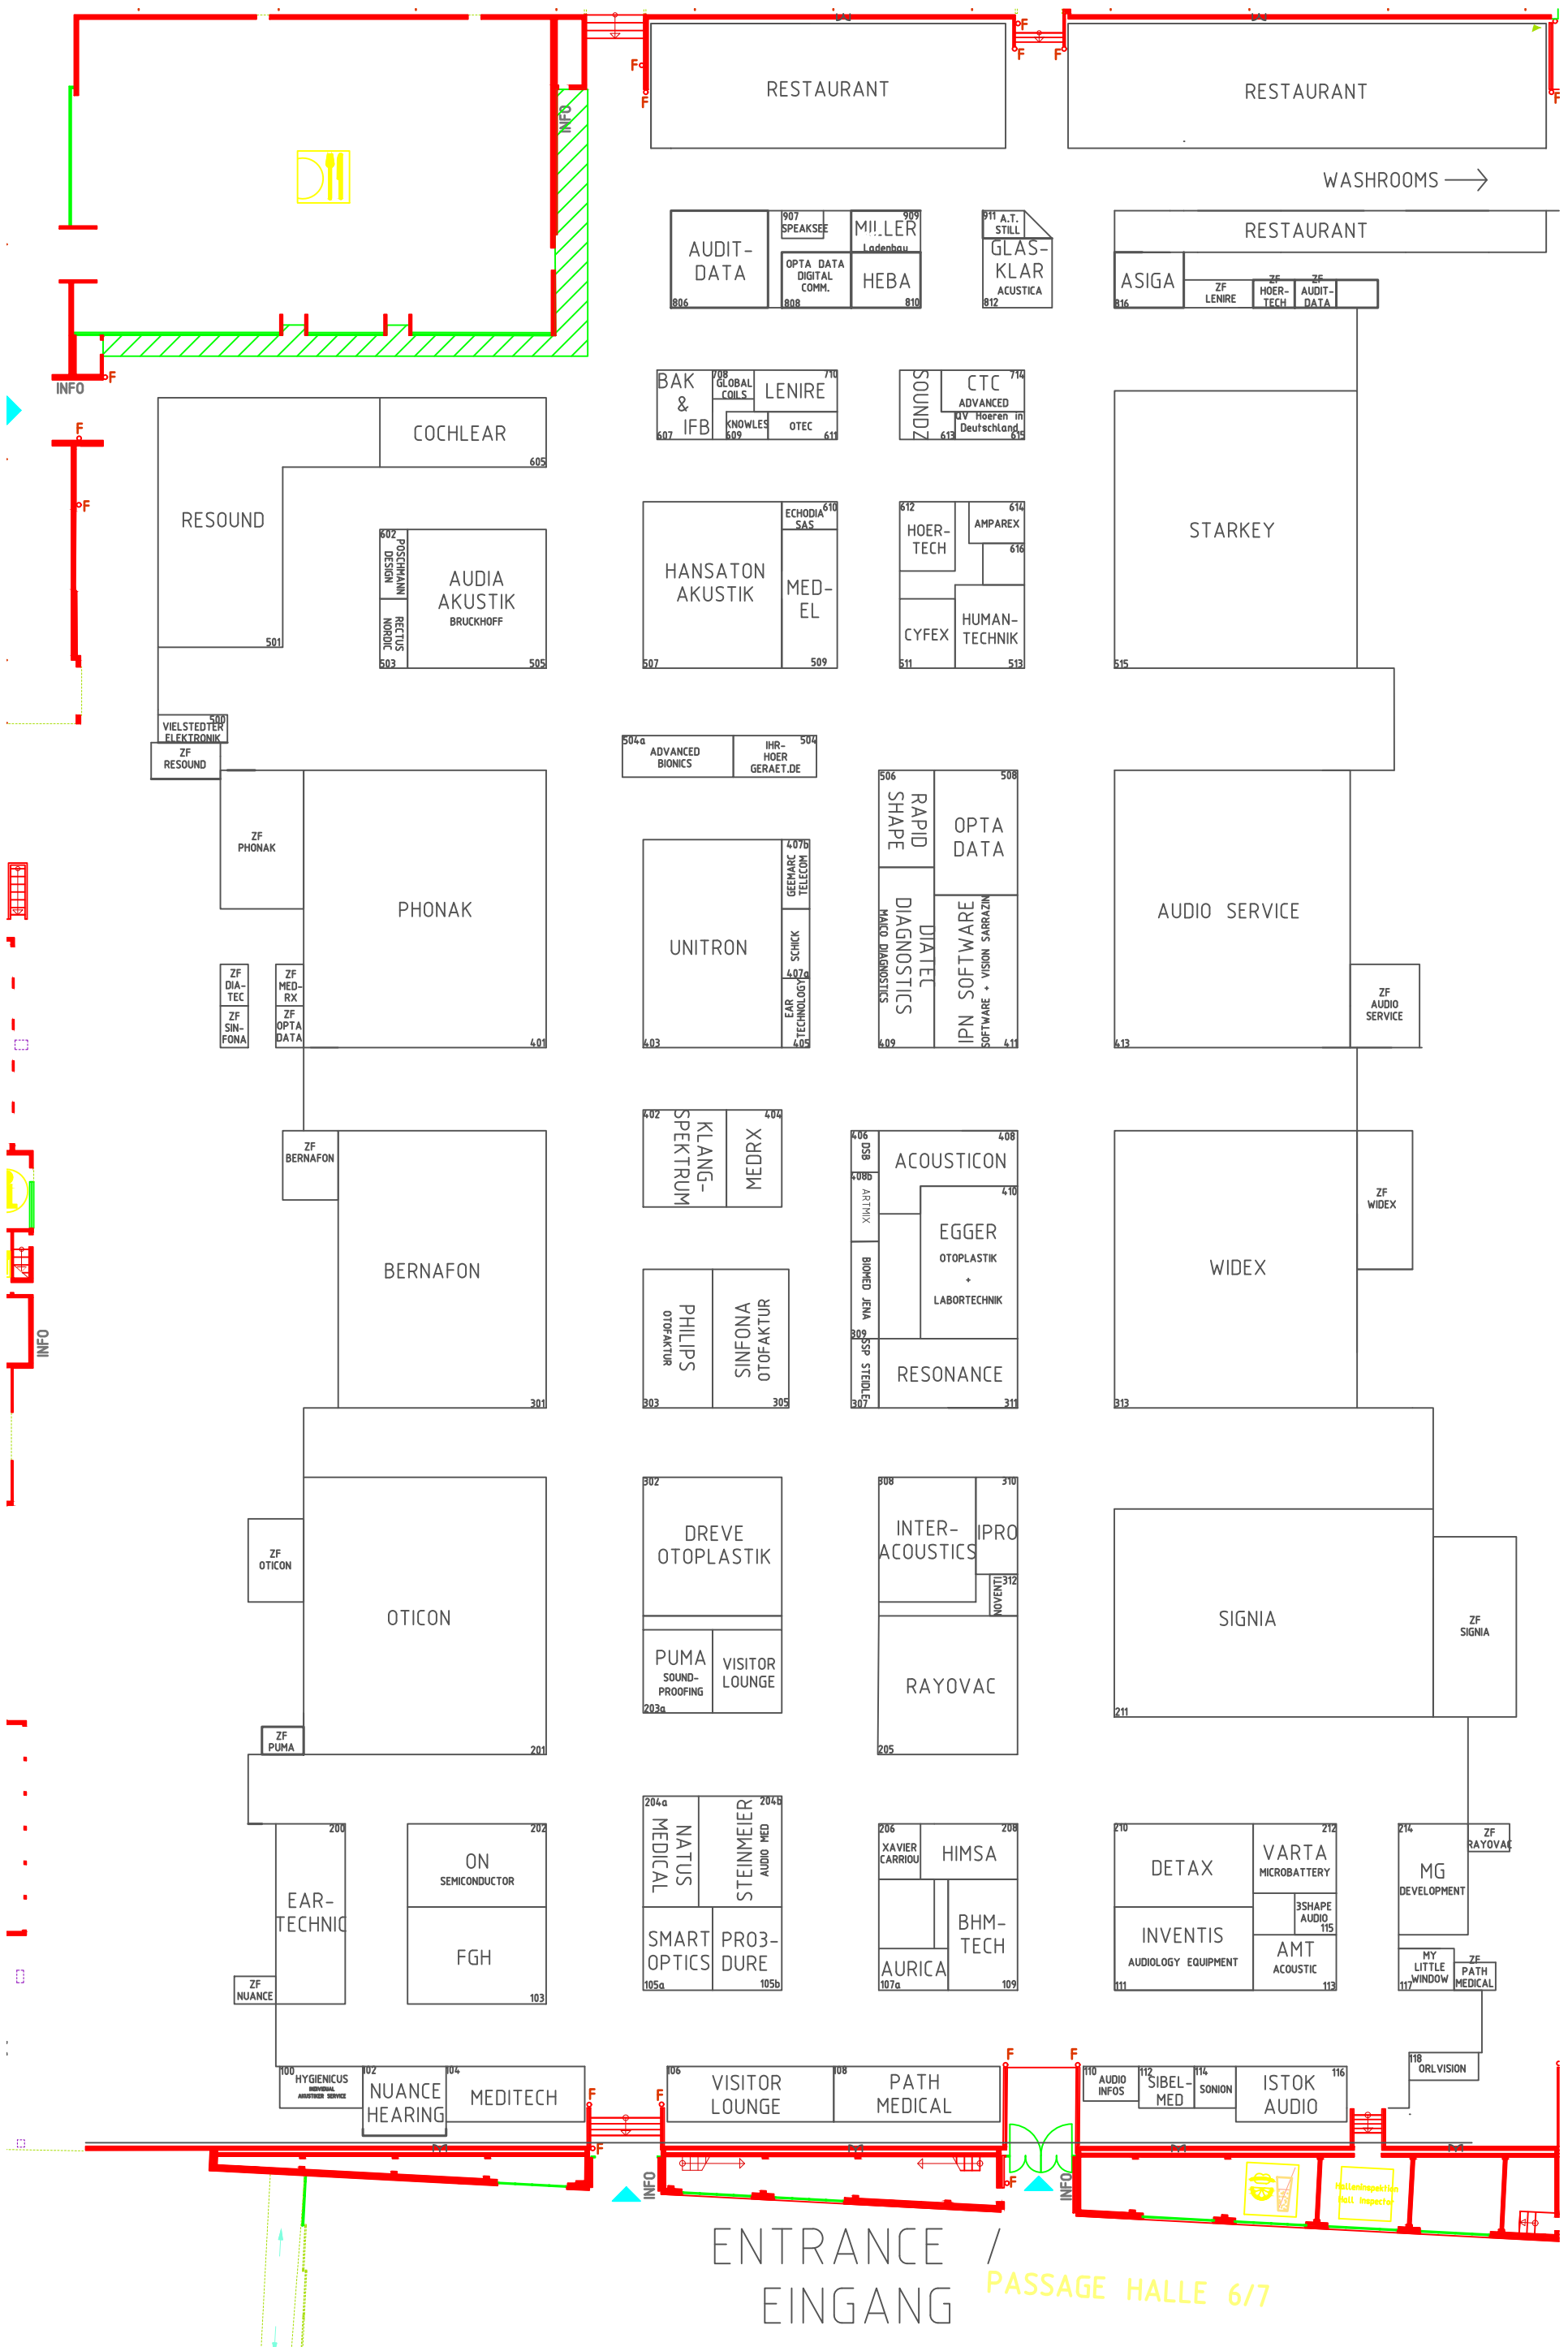 F
F
F
F
F
F
F
INFO
RESTAURANT
RESTAURANT
WASHROOMS
RESTAURANT
AUDIT-
DATA
806
907
SPEAKSEE
909
MILLER
Ladenbau
OPTA DATA
DIGITAL
COMM.
808
HEBA
810
911
A.T.
STILL
GLAS-
KLAR
ACUSTICA
812
ASIGA
816
ZF
LENIRE
ZF
HOER-
TECH
ZF
AUDIT-
DATA
F
INFO
F
F
BAK
&
IFB
607
708
GLOBAL
COILS
710
LENIRE
KNOWLES
609
OTEC
611
SOUNDZ
714
CTC
ADVANCED
613
QV Hoeren in
Deutschland
615
RESOUND
501
COCHLEAR
605
602
POSCHMANN
DESIGN
RECTUS
NORDIC
503
AUDIA
AKUSTIK
BRUCKHOFF
505
HANSATON
AKUSTIK
507
610
ECHODIA
SAS
MED-
EL
509
612
HOER-
TECH
614
AMPAREX
616
CYFEX
511
HUMAN-
TECHNIK
513
STARKEY
515
500
VIELSTEDTER
ELEKTRONIK
ZF
RESOUND
504a
ADVANCED
BIONICS
504
IHR-
HOER
GERAET.DE
ZF
PHONAK
PHONAK
401
ZF
DIA-
TEC
ZF
MED-
RX
ZF
SIN-
FONA
ZF
OPTA
DATA
UNITRON
403
407b
GEEMARC
TELECOM
SCHICK
407a
EAR
TECHNOLOGY
405
506
RAPID
SHAPE
508
OPTA
DATA
DIATEL
DIAGNOSTICS
MAICO DIAGNOSTICS
409
IPN SOFTWARE
SOFTWARE + VISION SARRAZIN
411
AUDIO SERVICE
413
ZF
AUDIO
SERVICE
402
KLANG-
SPEKTRUM
404
MEDRX
406
DSB
408
ACOUSTICON
408b
ARTMIX
410
EGGER
OTOPLASTIK
+
LABORTECHNIK
BIOMED JENA
309
SSP STEIDLE
307
RESONANCE
311
ZF
BERNAFON
BERNAFON
301
PHILIPS
OTOFAKTUR
303
SINFONA
OTOFAKTUR
305
WIDEX
313
ZF
WIDEX
INFO
ZF
OTICON
OTICON
201
ZF
PUMA
302
DREVE
OTOPLASTIK
PUMA
SOUND-
PROOFING
203a
VISITOR
LOUNGE
308
INTER-
ACOUSTICS
310
IPRO
312
NOVENTI
RAYOVAC
205
SIGNIA
211
ZF
SIGNIA
200
EAR-
TECHNIC
ZF
NUANCE
202
ON
SEMICONDUCTOR
FGH
103
204a
NATUS
MEDICAL
204b
STEINMEIER
AUDIO MED
SMART
OPTICS
105a
PRO3-
DURE
105b
206
XAVIER
CARRIOU
208
HIMSA
BHM-
TECH
109
AURICA
107a
210
DETAX
212
VARTA
MICROBATTERY
3SHAPE
AUDIO
115
INVENTIS
AUDIOLOGY EQUIPMENT
111
AMT
ACOUSTIC
113
214
MG
DEVELOPMENT
ZF
RAYOVAC
MY
LITTLE
WINDOW
117
ZF
PATH
MEDICAL
100
HYGIENICUS
INDIVIDUAL
AKUSTIKER SERVICE
102
NUANCE
HEARING
104
MEDITECH
F
F
F
106
VISITOR
LOUNGE
108
PATH
MEDICAL
F
F
F
110
AUDIO
INFOS
112
SIBEL-
MED
114
SONION
116
ISTOK
AUDIO
118
ORLVISION
INFO
INFO
Halleninspektion
Hall Inspector
ENTRANCE /
EINGANG
PASSAGE HALLE 6/7